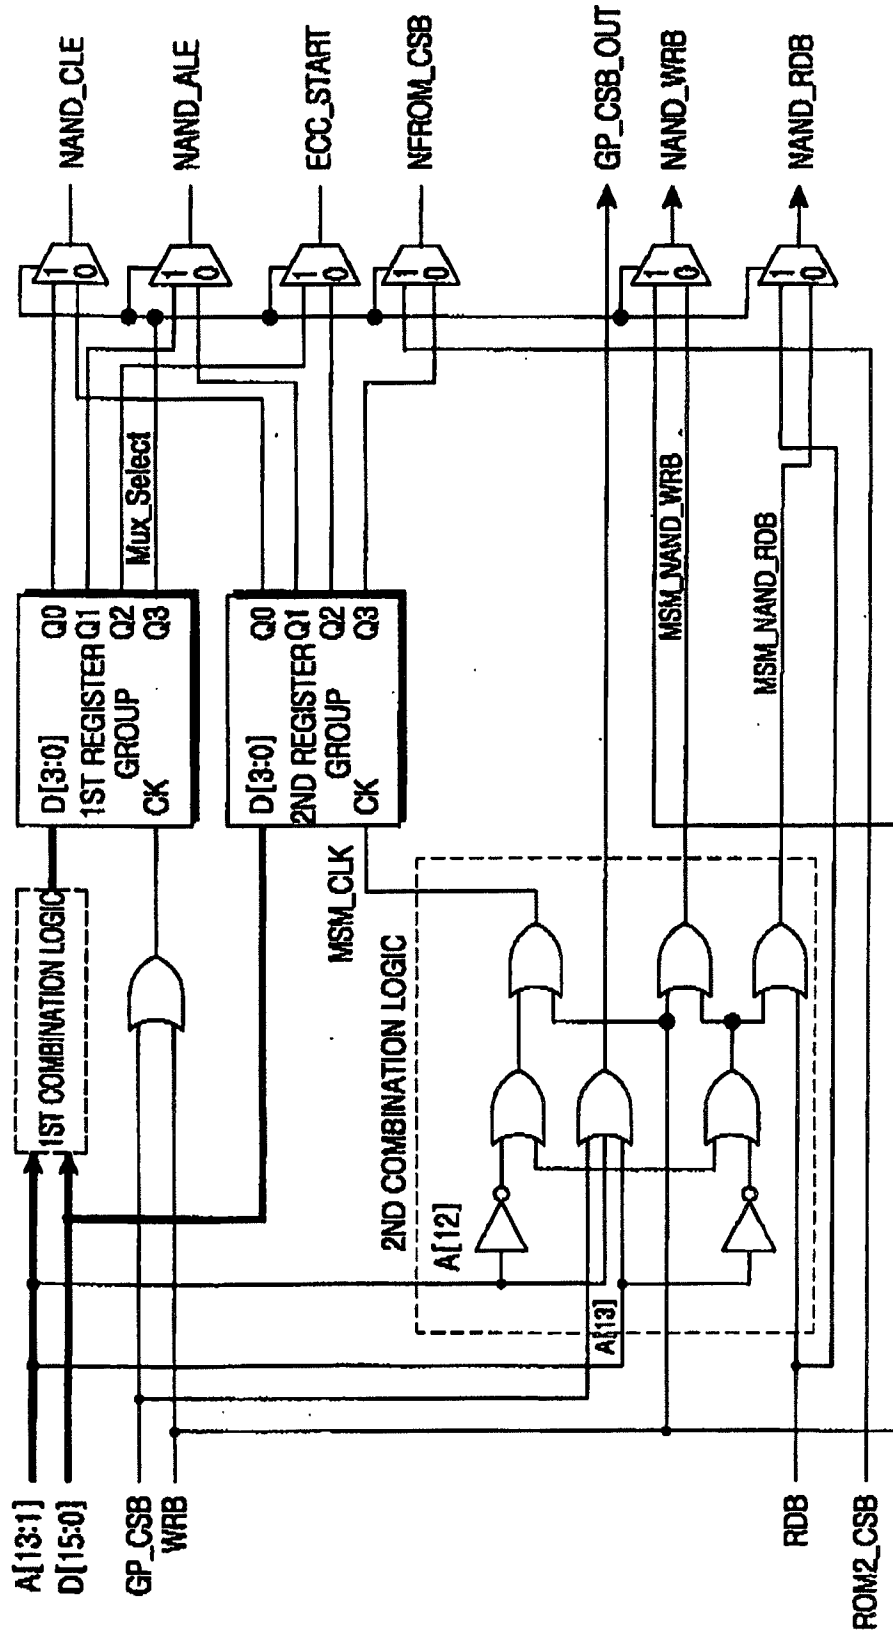 A[13:1]
D[15:0]
GP_CSB
WRB
RDB
ROM2_CSB
1ST COMBINATION LOGIC
D[3:0]
1ST REGISTER
GROUP
CK
Q0
Q1
Q2
Q3
Mux_Select
D[3:0]
2ND REGISTER
GROUP
CK
Q0
Q1
Q2
Q3
MSM_CLK
2ND COMBINATION LOGIC
A[12]
A[13]
MSM_NAND_WRB
MSM_NAND_RDB
1
0
1
0
1
0
1
0
1
0
1
0
NAND_CLE
NAND_ALE
ECC_START
NFROM_CSB
GP_CSB_OUT
NAND_WRB
NAND_RDB